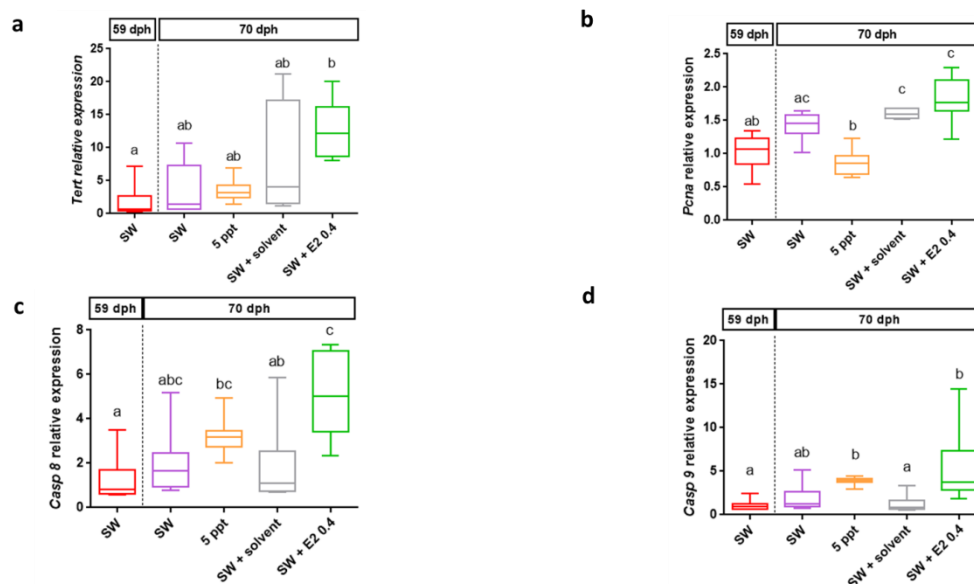 a
59 dph 70 dph
Tert relative expression
25
20
15
10
5
0
a
ab
ab
ab
b
SW
SW
5 ppt
SW + solvent
SW + E2 0.4
b
59 dph 70 dph
Pcna relative expression
2.5
2.0
1.5
1.0
0.5
0.0
ab
ac
b
c
c
SW
SW
5 ppt
SW + solvent
SW + E2 0.4
c
59 dph 70 dph
Casp 8 relative expression
8
6
4
2
0
a
abc
bc
ab
c
SW
SW
5 ppt
SW + solvent
SW + E2 0.4
d
59 dph 70 dph
Casp 9 relative expression
20
15
10
5
0
a
ab
b
a
b
SW
SW
5 ppt
SW + solvent
SW + E2 0.4